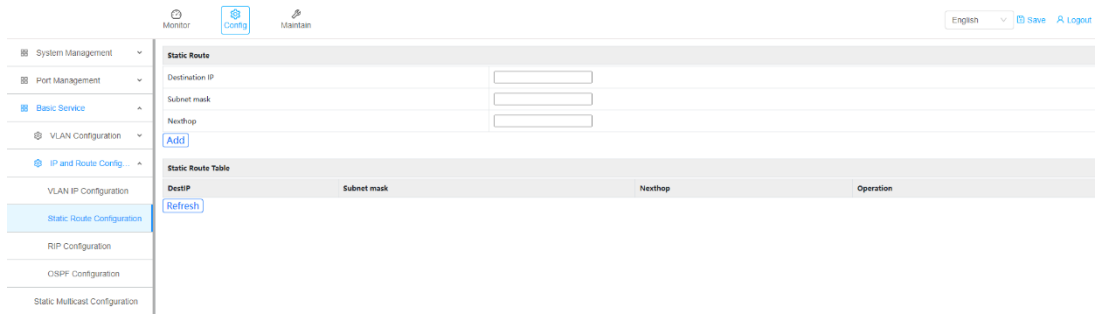 Monitor Config Maintain English Save Logout
System Management
Port Management
Basic Service
VLAN Configuration
IP and Route Config...
VLAN IP Configuration
Static Route Configuration
RIP Configuration
OSPF Configuration
Static Multicast Configuration
Static Route
Destination IP
Subnet mask
Nexthop
Add
Static Route Table
DestIP Subnet mask Nexthop Operation
Refresh